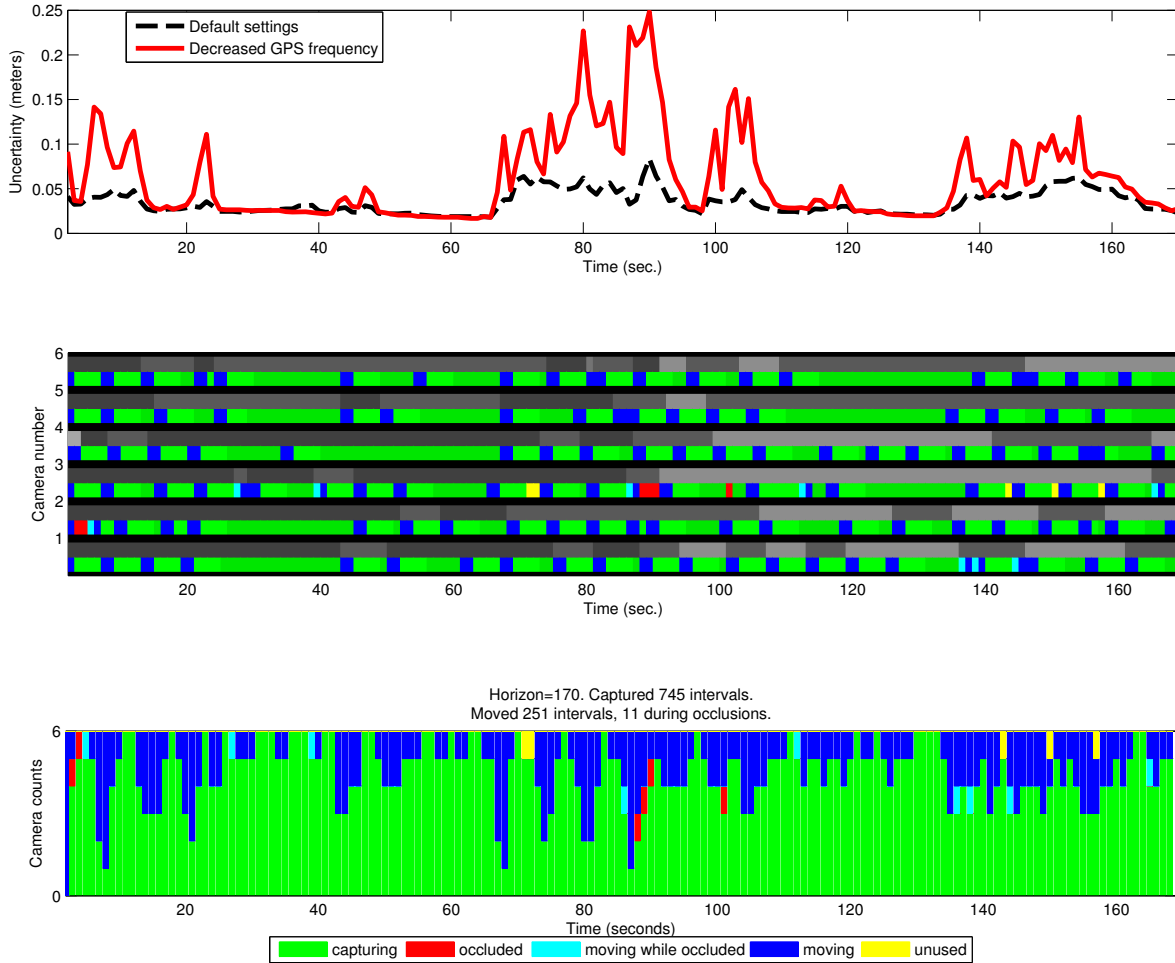 0.25
0.2
0.15
0.1
0.05
0
Uncertainty (meters)
Default settings
Decreased GPS frequency
20 40 60 80 100 120 140 160
Time (sec.)
6
5
4
3
2
1
Camera number
20 40 60 80 100 120 140 160
Time (sec.)
Horizon=170. Captured 745 intervals.
Moved 251 intervals, 11 during occlusions.
6
0
Camera counts
20 40 60 80 100 120 140 160
Time (seconds)
capturing occluded moving while occluded moving unused